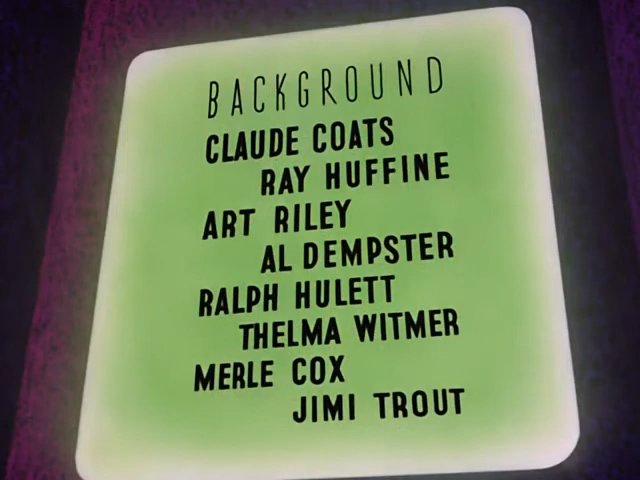 BACKGROUND
CLAUDE COATS
RAY HUFFINE
ART RILEY
AL DEMPSTER
RALPH HULETT
THELMA WITMER
MERLE COX
JIMI TROUT